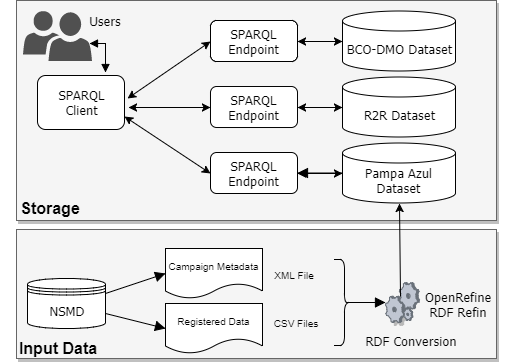 Users
SPARQL
Endpoint
BCO-DMO Dataset
SPARQL
Client
SPARQL
Endpoint
R2R Dataset
SPARQL
Endpoint
Pampa Azul
Dataset
Storage
Campaign Metadata
XML File
NSMD
OpenRefine
RDF Refin
Registered Data
CSV Files
RDF Conversion
Input Data